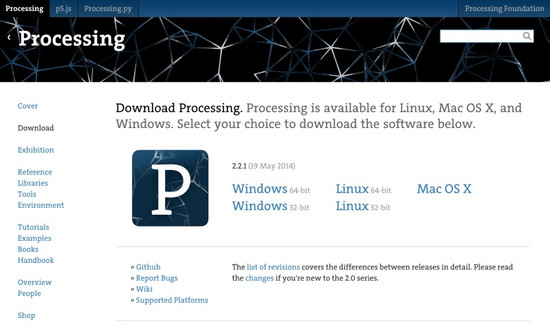 Processing p5.js Processing.py Processing Foundation
‹ Processing
Cover
Download
Exhibition
Reference
Libraries
Tools
Environment
Tutorials
Examples
Books
Handbook
Overview
People
Shop
Download Processing. Processing is available for Linux, Mac OS X, and
Windows. Select your choice to download the software below.
P
2.2.1 (19 May 2014)
Windows 64-bit Linux 64-bit Mac OS X
Windows 32-bit Linux 32-bit
» Github
» Report Bugs
» Wiki
» Supported Platforms
The list of revisions covers the differences between releases in detail. Please read
the changes if you're new to the 2.0 series.